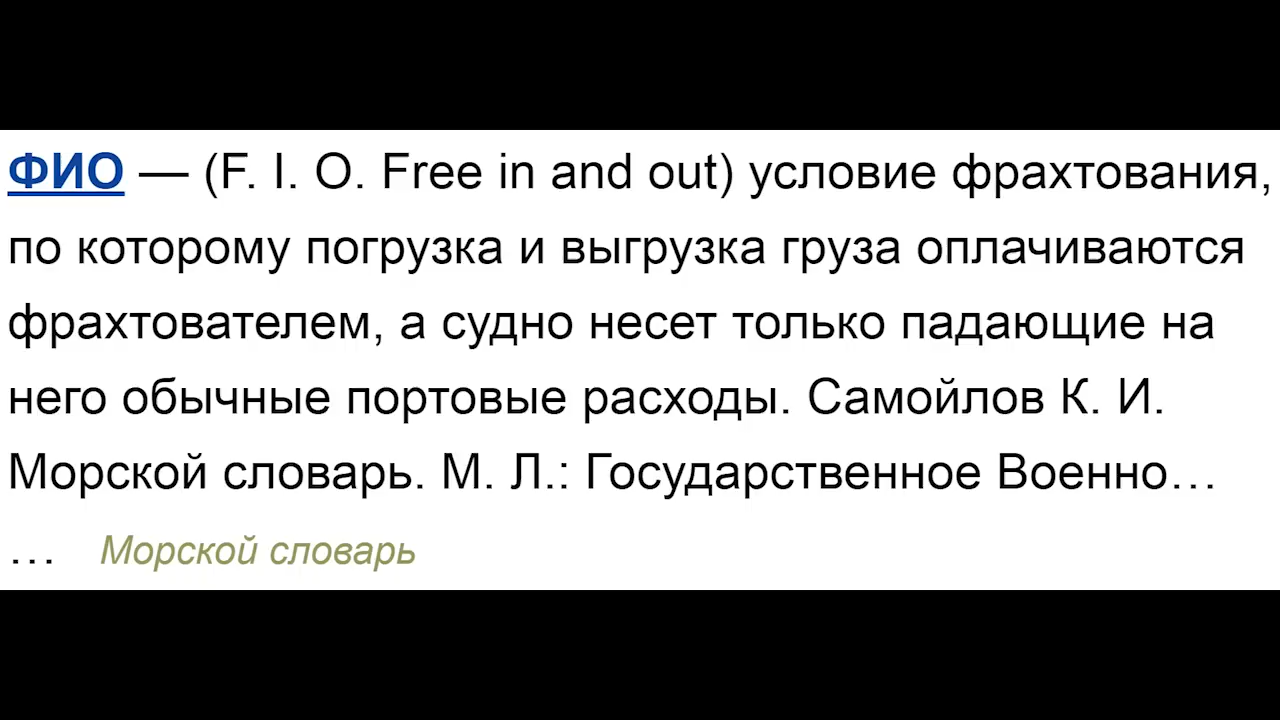 ФИО — (F. I. O. Free in and out) условие фрахтования,
по которому погрузка и выгрузка груза оплачиваются
фрахтователем, а судно несет только падающие на
него обычные портовые расходы. Самойлов К. И.
Морской словарь. М. Л.: Государственное Военно…
… Морской словарь